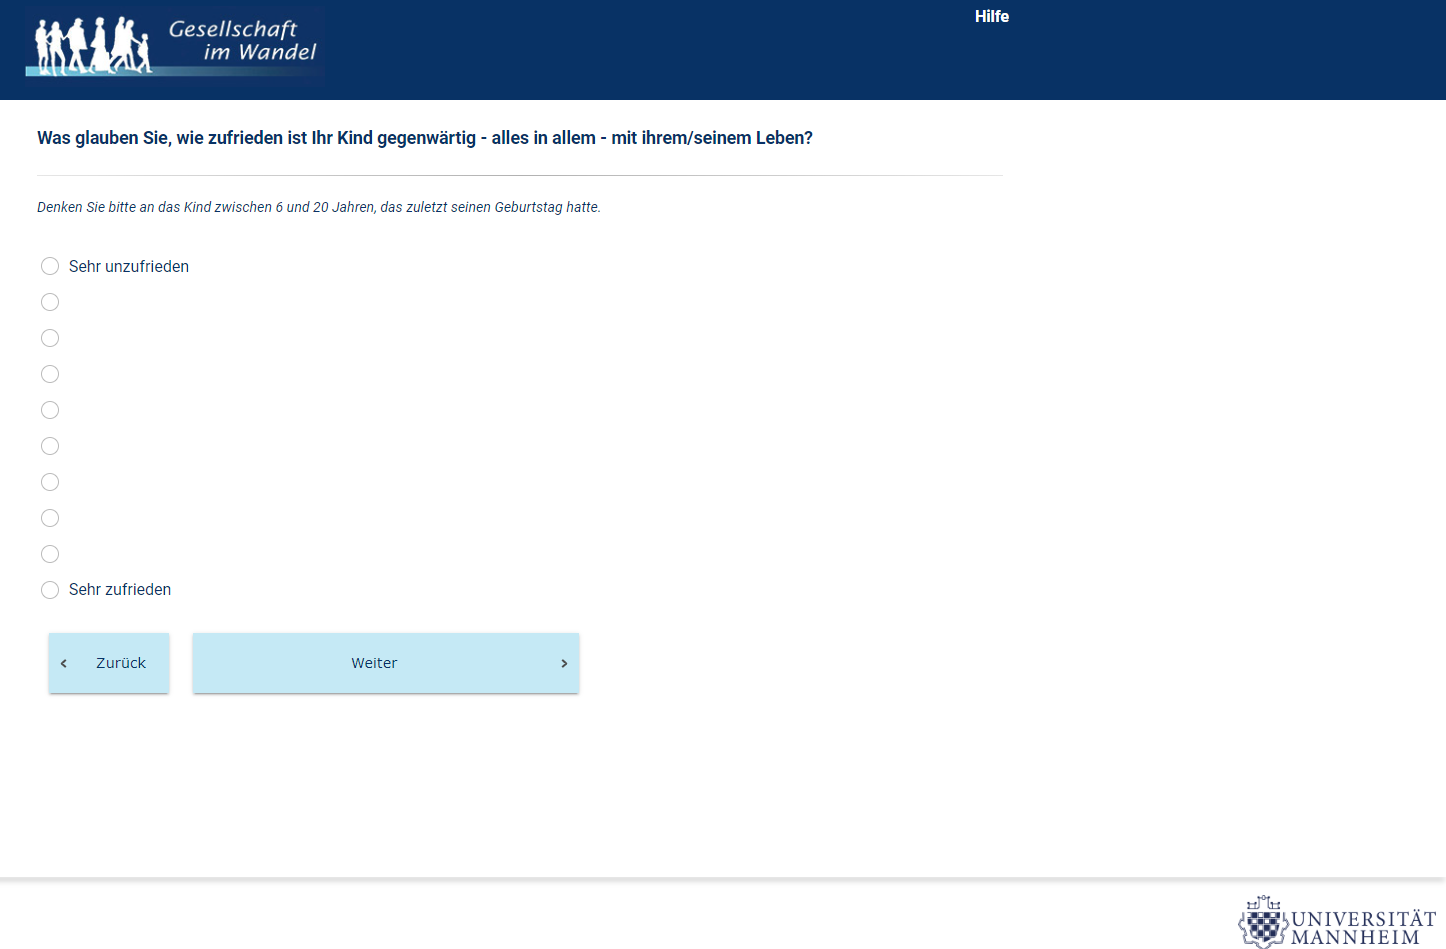 Gesellschaft
im Wandel
Hilfe
Was glauben Sie, wie zufrieden ist Ihr Kind gegenwärtig - alles in allem - mit ihrem/seinem Leben?
Denken Sie bitte an das Kind zwischen 6 und 20 Jahren, das zuletzt seinen Geburtstag hatte.
Sehr unzufrieden
Sehr zufrieden
Zurück
Weiter
UNIVERSITÄT
MANNHEIM